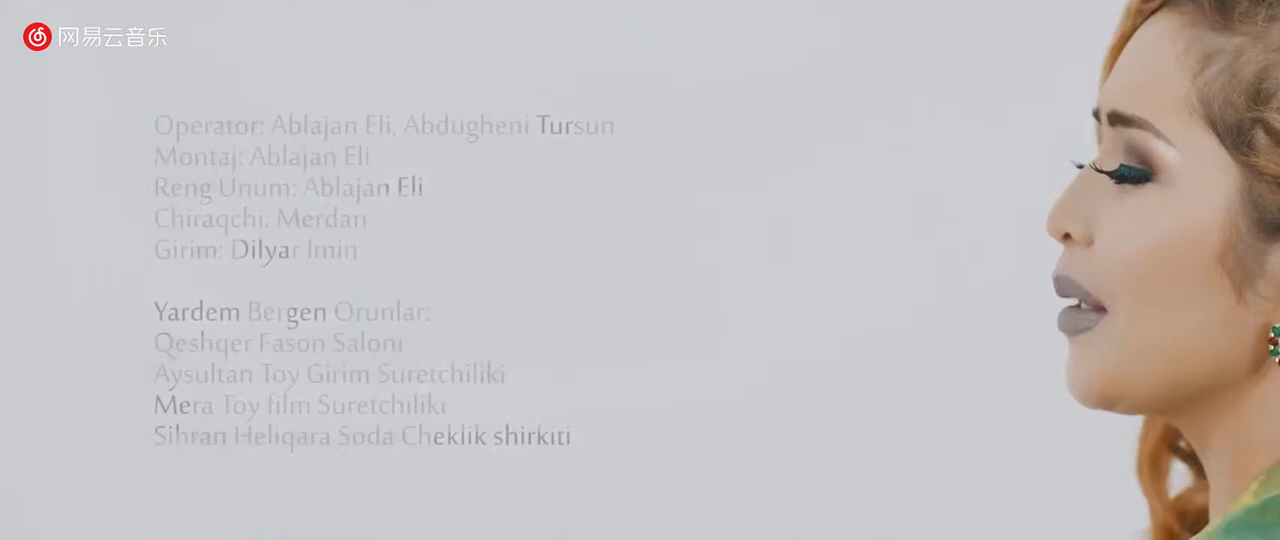 网易云音乐
Operator: Ablajan Eli, Abdugheni Tursun
Montaj: Ablajan Eli
Reng Unum: Ablajan Eli
Chiraqchi: Merdan
Girim: Dilyar Imin
Yardem Bergen Orunlar:
Qeshqer Fason Saloni
Aysultan Toy Girim Suretchiliki
Mera Toy film Suretchiliki
Sihran Heliqara Soda Cheklik shirkiti